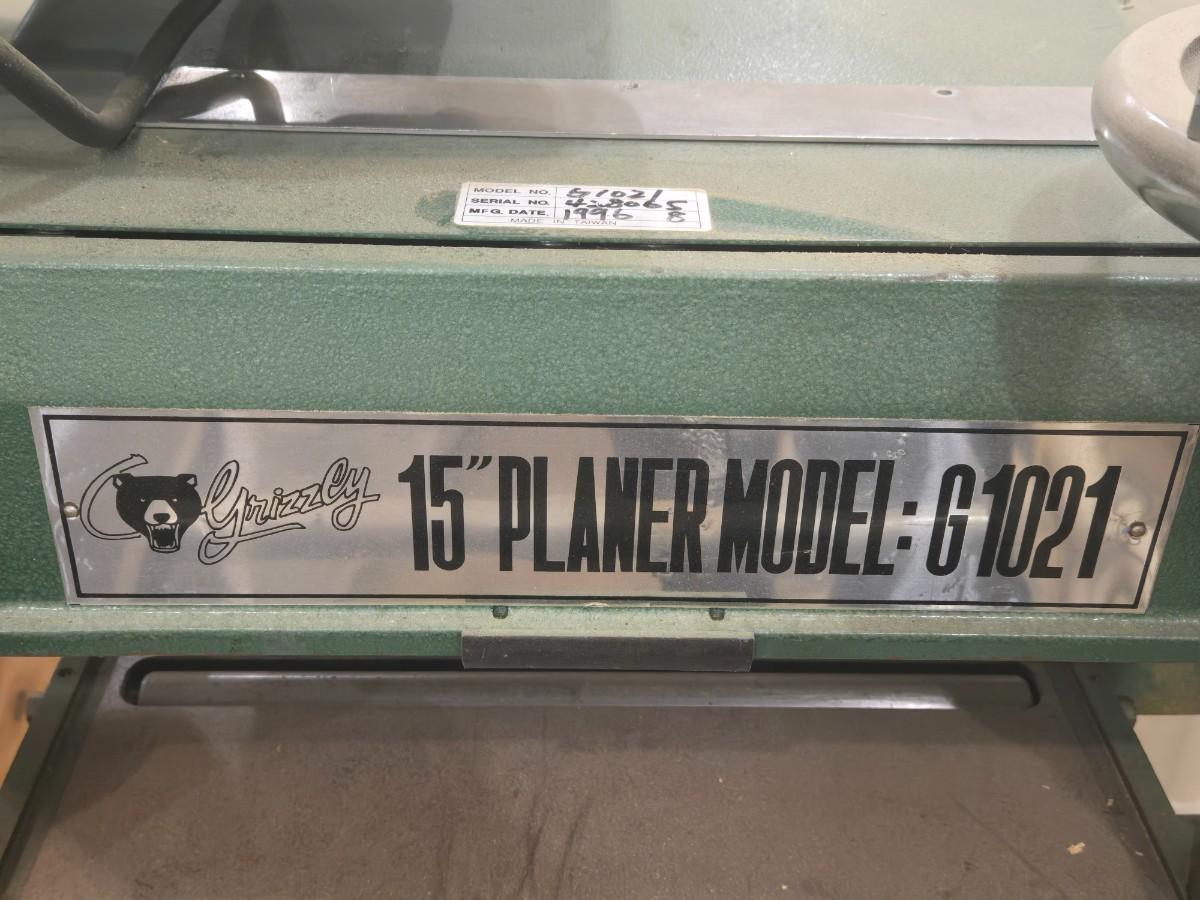 MODEL NO. G1021
SERIAL NO.
MFG. DATE. 1996 8
MADE IN TAIWAN
Grizzly 15" PLANER MODEL: G1021